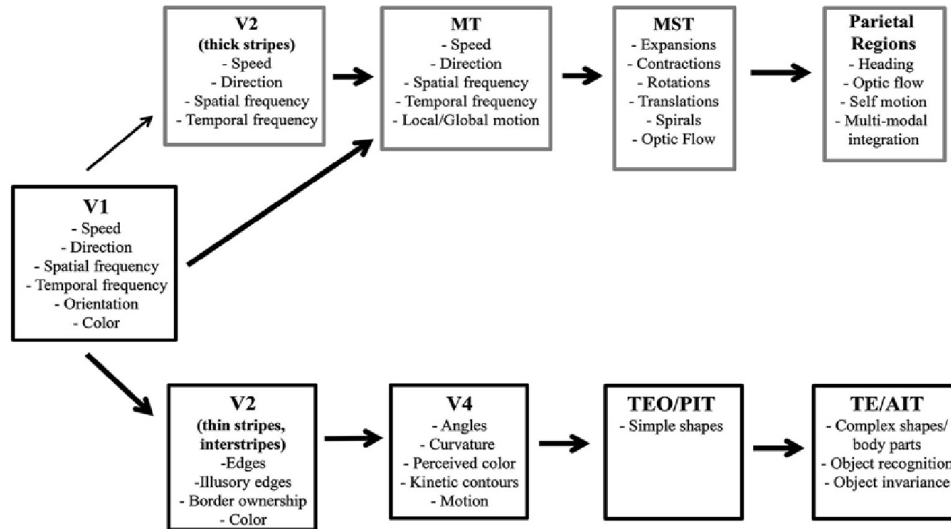 V2
(thick stripes)
- Speed
- Direction
- Spatial frequency
- Temporal frequency
MT
- Speed
- Direction
- Spatial frequency
- Temporal frequency
- Local/Global motion
MST
- Expansions
- Contractions
- Rotations
- Translations
- Spirals
- Optic Flow
Parietal
Regions
- Heading
- Optic flow
- Self motion
- Multi-modal
integration
V1
- Speed
- Direction
- Spatial frequency
- Temporal frequency
- Orientation
- Color
V2
(thin stripes,
interstripes)
-Edges
- Illusory edges
- Border ownership
- Color
V4
- Angles
- Curvature
- Perceived color
- Kinetic contours
- Motion
TEO/PIT
- Simple shapes
TE/AIT
- Complex shapes/
body parts
- Object recognition
- Object invariance